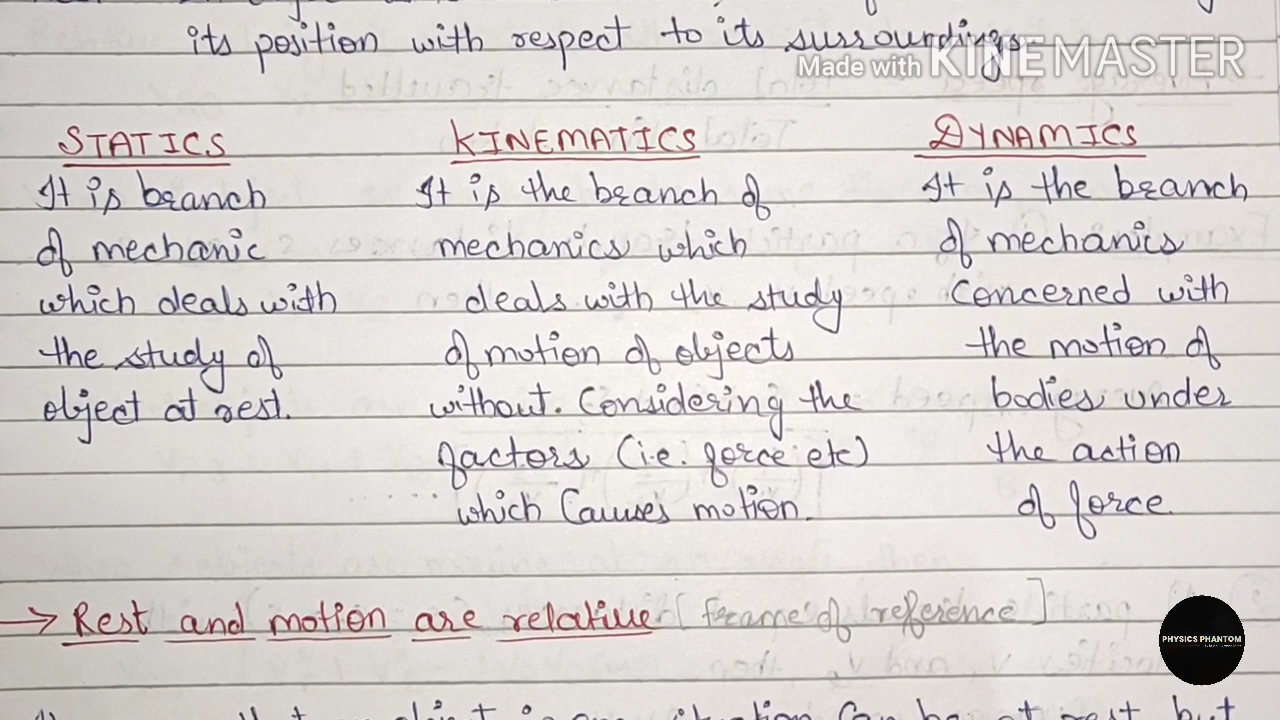 its position with respect to its surroundings
Made with KINEMASTER
STATICS
It is branch
of mechanic
which deals with
the study of
object at rest.
KINEMATICS
It is the branch of
mechanics which
deals with the study
of motion of objects
without. Considering the
factors (i.e. force etc)
which Causes motion.
DYNAMICS
It is the branch
of mechanics
Concerned with
the motion of
bodies under
the action
of force.
→ Rest and motion are relative [Frame of reference]
PHYSICS PHANTOM